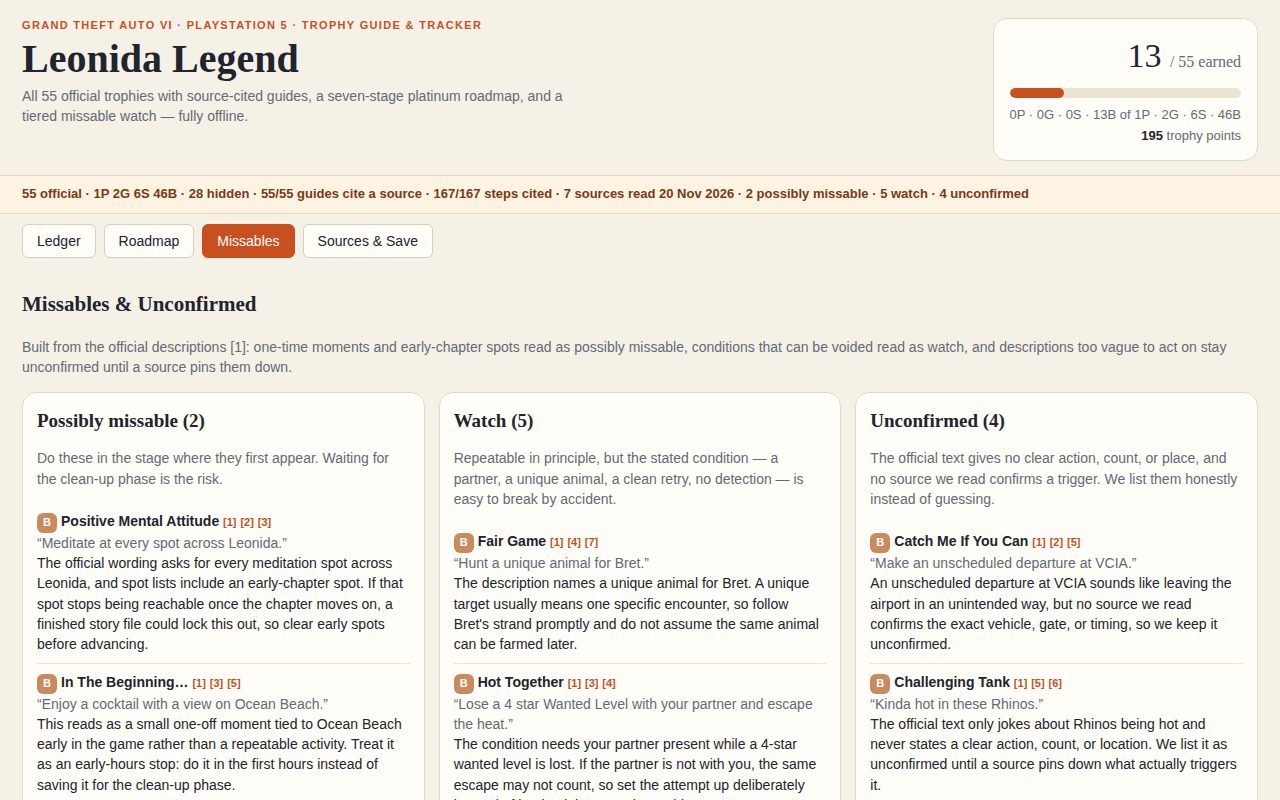 GRAND THEFT AUTO VI · PLAYSTATION 5 · TROPHY GUIDE & TRACKER
Leonida Legend
All 55 official trophies with source-cited guides, a seven-stage platinum roadmap, and a
tiered missable watch — fully offline.
13 / 55 earned
0P · 0G · 0S · 13B of 1P · 2G · 6S · 46B
195 trophy points
55 official · 1P 2G 6S 46B · 28 hidden · 55/55 guides cite a source · 167/167 steps cited · 7 sources read 20 Nov 2026 · 2 possibly missable · 5 watch · 4 unconfirmed
Ledger
Roadmap
Missables
Sources & Save
Missables & Unconfirmed
Built from the official descriptions [1]: one-time moments and early-chapter spots read as possibly missable, conditions that can be voided read as watch, and descriptions too vague to act on stay
unconfirmed until a source pins them down.
Possibly missable (2)
Do these in the stage where they first appear. Waiting for
the clean-up phase is the risk.
B Positive Mental Attitude [1] [2] [3]
“Meditate at every spot across Leonida.”
The official wording asks for every meditation spot across
Leonida, and spot lists include an early-chapter spot. If that
spot stops being reachable once the chapter moves on, a
finished story file could lock this out, so clear early spots
before advancing.
B In The Beginning… [1] [3] [5]
“Enjoy a cocktail with a view on Ocean Beach.”
This reads as a small one-off moment tied to Ocean Beach
early in the game rather than a repeatable activity. Treat it
as an early-hours stop: do it in the first hours instead of
saving it for the clean-up phase.
Watch (5)
Repeatable in principle, but the stated condition — a
partner, a unique animal, a clean retry, no detection — is
easy to break by accident.
B Fair Game [1] [4] [7]
“Hunt a unique animal for Bret.”
The description names a unique animal for Bret. A unique
target usually means one specific encounter, so follow
Bret's strand promptly and do not assume the same animal
can be farmed later.
B Hot Together [1] [3] [4]
“Lose a 4 star Wanted Level with your partner and escape
the heat.”
The condition needs your partner present while a 4-star
wanted level is lost. If the partner is not with you, the same
escape may not count, so set the attempt up deliberately
Unconfirmed (4)
The official text gives no clear action, count, or place, and
no source we read confirms a trigger. We list them honestly
instead of guessing.
B Catch Me If You Can [1] [2] [5]
“Make an unscheduled departure at VCIA.”
An unscheduled departure at VCIA sounds like leaving the
airport in an unintended way, but no source we read
confirms the exact vehicle, gate, or timing, so we keep it
unconfirmed.
B Challenging Tank [1] [5] [6]
“Kinda hot in these Rhinos.”
The official text only jokes about Rhinos being hot and
never states a clear action, count, or location. We list it as
unconfirmed until a source pins down what actually triggers
it.